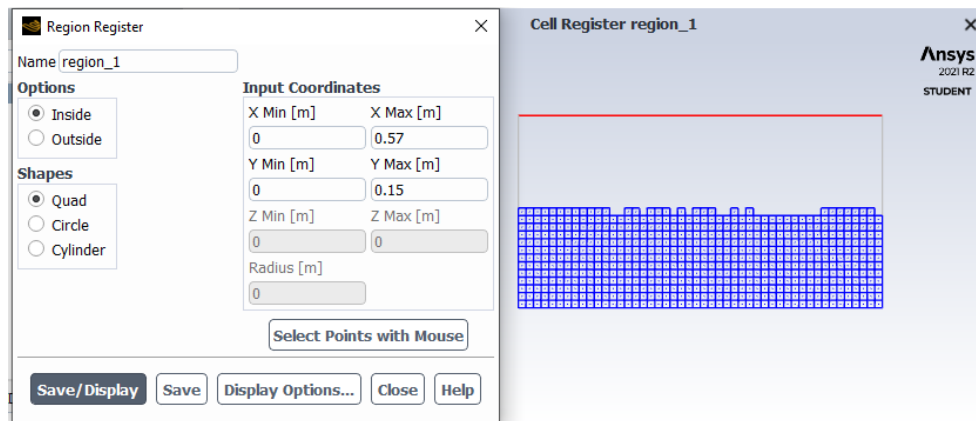 Region Register
Name region_1
Options
Inside
Outside
Shapes
Quad
Circle
Cylinder
Input Coordinates
X Min [m] X Max [m]
0 0.57
Y Min [m] Y Max [m]
0 0.15
Z Min [m] Z Max [m]
0 0
Radius [m]
0
Select Points with Mouse
Save/Display Save Display Options... Close Help
Cell Register region_1
Ansys
2021 R2
STUDENT